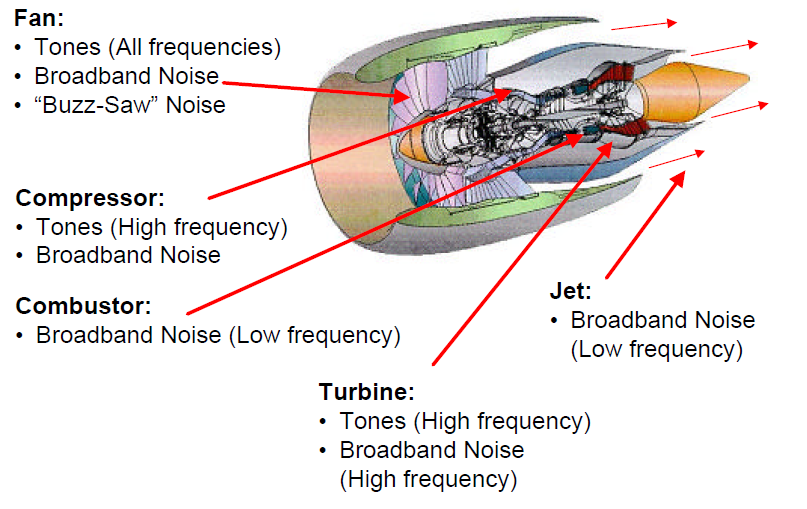 Fan:
• Tones (All frequencies)
• Broadband Noise
• “Buzz-Saw” Noise
Compressor:
• Tones (High frequency)
• Broadband Noise
Combustor:
• Broadband Noise (Low frequency)
Jet:
• Broadband Noise
(Low frequency)
Turbine:
• Tones (High frequency)
• Broadband Noise
(High frequency)